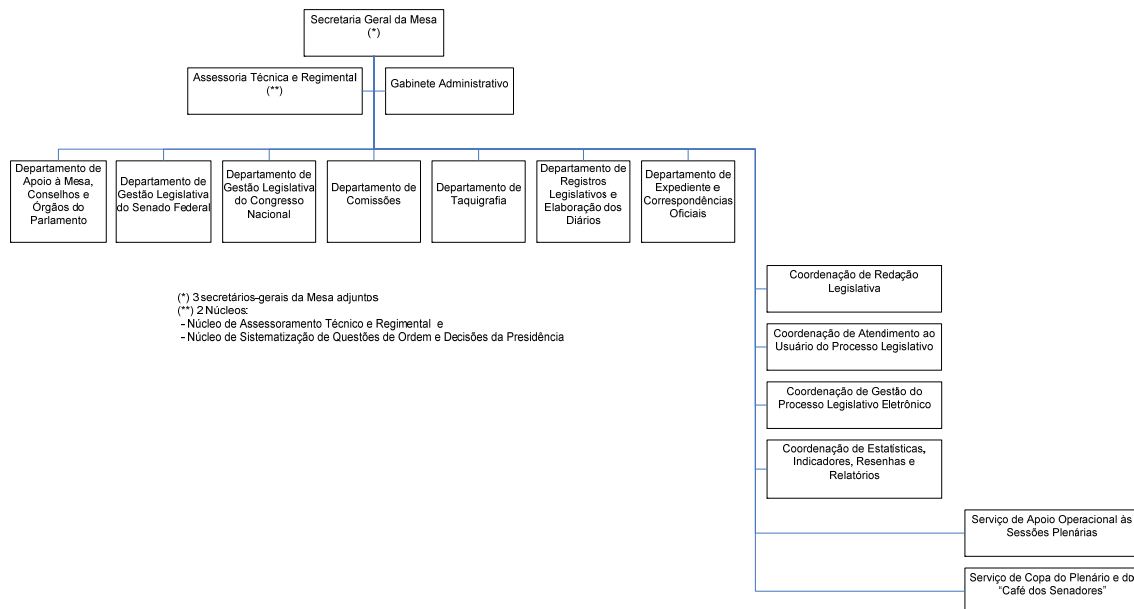 Secretaria Geral da Mesa
(*)
Assessoria Técnica e Regimental
(**)
Gabinete Administrativo
Departamento de
Apoio à Mesa,
Conselhos e
Órgãos do
Parlamento
Departamento de
Gestão Legislativa
do Senado Federal
Departamento de
Gestão Legislativa
do Congresso
Nacional
Departamento de
Comissões
Departamento de
Taquigrafia
Departamento de
Registros
Legislativos e
Elaboração dos
Diários
Departamento de
Expediente e
Correspondências
Oficiais
Coordenação de Redação
Legislativa
(*) 3 secretários-gerais da Mesa adjuntos
(**) 2 Núcleos:
- Núcleo de Assessoramento Técnico e Regimental e
- Núcleo de Sistematização de Questões de Ordem e Decisões da Presidência
Coordenação de Atendimento ao
Usuário do Processo Legislativo
Coordenação de Gestão do
Processo Legislativo Eletrônico
Coordenação de Estatísticas,
Indicadores, Resenhas e
Relatórios
Serviço de Apoio Operacional às
Sessões Plenárias
Serviço de Copa do Plenário e do
“Café dos Senadores”